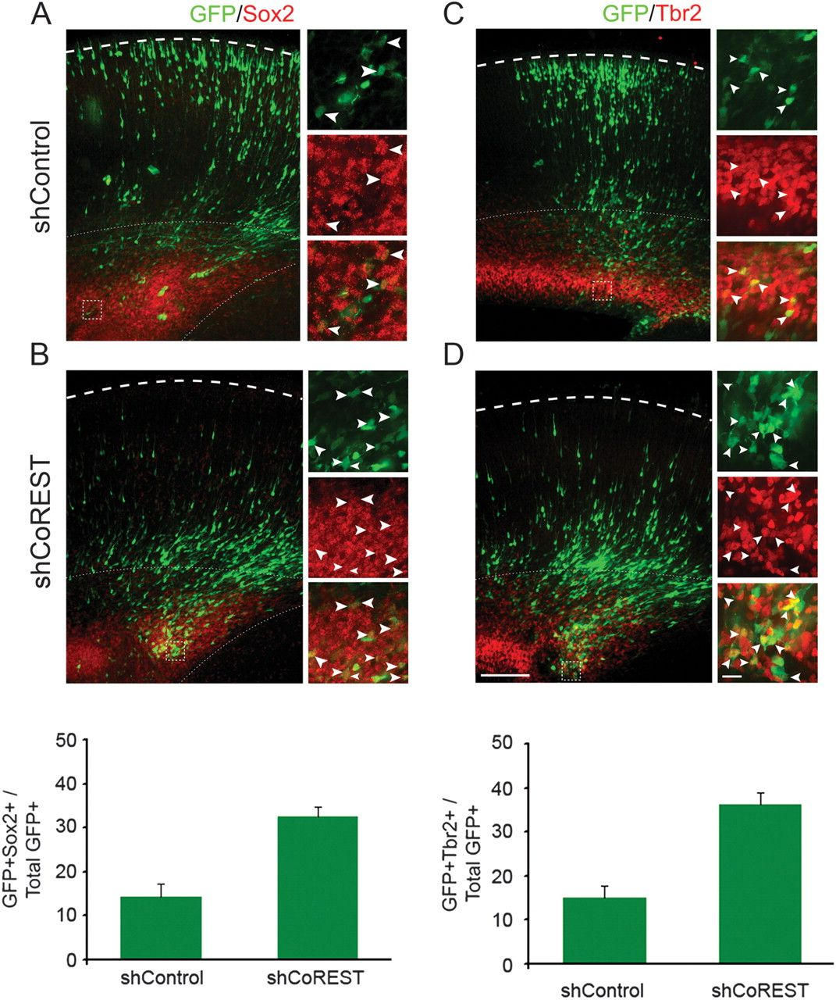 A
GFP/Sox2
C
GFP/Tbr2
shControl
B
D
shCoREST
50
40
30
20
10
0
GFP+Sox2+ /
Total GFP+
shControl
shCoREST
50
40
30
20
10
0
GFP+Tbr2+ /
Total GFP+
shControl
shCoREST